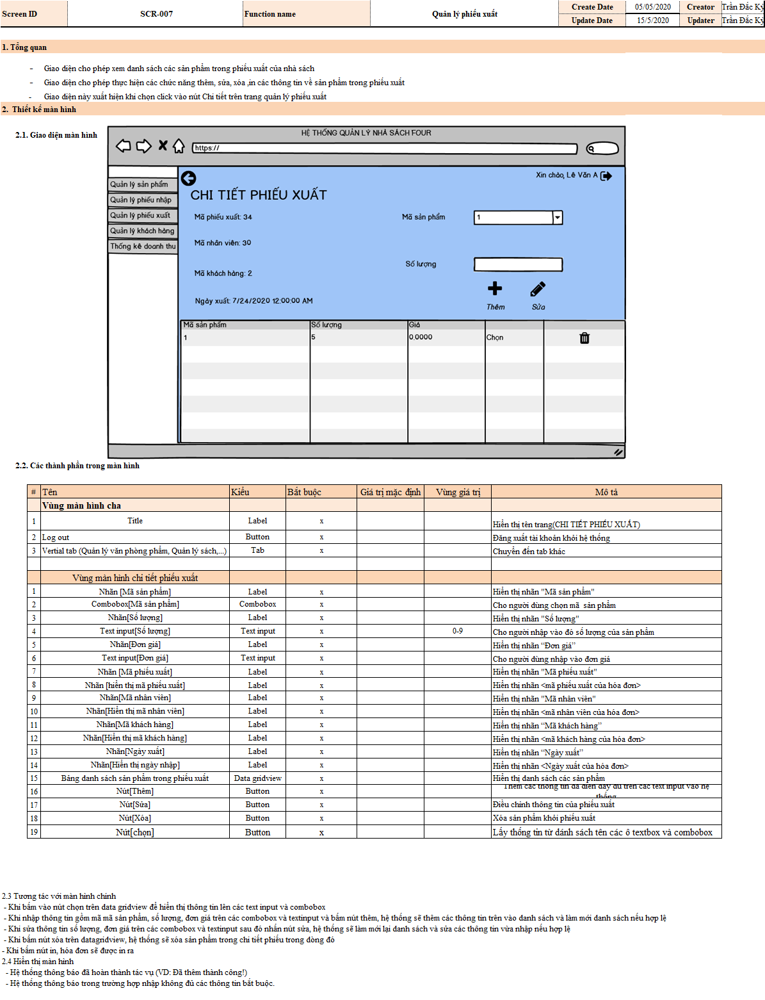 Screen ID SCR-007 Function name Quản lý phiếu xuất Create Date 05/05/2020 Creator Trần Đắc Kỷ
Update Date 15/5/2020 Updater Trần Đắc Kỷ
1. Tổng quan
- Giao diện cho phép xem danh sách các sản phẩm trong phiếu xuất của nhà sách
- Giao diện cho phép thực hiện các chức năng thêm, sửa, xóa ,in các thông tin về sản phẩm trong phiếu xuất
- Giao diện này xuất hiện khi chọn click vào nút Chi tiết trên trang quản lý phiếu xuất
2. Thiết kế màn hình
2.1. Giao diện màn hình
HỆ THỐNG QUẢN LÝ NHÀ SÁCH FOUR
https://
Xin chào, Lê Văn A
Quản lý sản phẩm
Quản lý phiếu nhập
Quản lý phiếu xuất
Quản lý khách hàng
Thống kê doanh thu
CHI TIẾT PHIẾU XUẤT
Mã phiếu xuất: 34 Mã sản phẩm 1
Mã nhân viên: 30
Số lượng
Mã khách hàng: 2
Ngày xuất: 7/24/2020 12:00:00 AM
Thêm Sửa
Mã sản phẩm Số lượng Giá
1 5 0.0000 Chọn
2.2. Các thành phần trong màn hình
# Tên Kiểu Bắt buộc Giá trị mặc định Vùng giá trị Mô tả
Vùng màn hình cha
1 Title Label x Hiển thị tên trang(CHI TIẾT PHIẾU XUẤT)
2 Log out Button x Đăng xuất tài khoản khỏi hệ thống
3 Vertial tab (Quản lý văn phòng phẩm, Quản lý sách,...) Tab x Chuyển đến tab khác
Vùng màn hình chi tiết phiếu xuất
1 Nhãn [Mã sản phẩm] Label x Hiển thị nhãn "Mã sản phẩm"
2 Combobox[Mã sản phẩm] Combobox x Cho người dùng chọn mã sản phẩm
3 Nhãn[Số lượng] Label x Hiển thị nhãn "Số lượng"
4 Text input[Số lượng] Text input x 0-9 Cho người nhập vào đó số lượng của sản phẩm
5 Nhãn[Đơn giá] Label x Hiển thị nhãn “Đơn giá”
6 Text input[Đơn giá] Text input x Cho người dùng nhập vào đơn giá
7 Nhãn [Mã phiếu xuất] Label x Hiển thị nhãn "Mã phiếu xuất"
8 Nhãn [hiển thị mã phiếu xuất] Label x Hiển thị nhãn <mã phiếu xuất của hóa đơn>
9 Nhãn[Mã nhân viên] Label x Hiển thị nhãn "Mã nhân viên"
10 Nhãn[Hiển thị mã nhân viên] Label x Hiển thị nhãn <mã nhân viên của hóa đơn>
11 Nhãn[Mã khách hàng] Label x Hiển thị nhãn “Mã khách hàng”
12 Nhãn[Hiển thị mã khách hàng] Label x Hiển thị nhãn <mã khách hàng của hóa đơn>
13 Nhãn[Ngày xuất] Label x Hiển thị nhãn “Ngày xuất”
14 Nhãn[Hiển thị ngày nhập] Label x Hiển thị nhãn <Ngày xuất của hóa đơn>
15 Bảng danh sách sản phẩm trong phiếu xuất Data gridview x Hiển thị danh sách các sản phẩm
16 Nút[Thêm] Button x Thêm các thông tin đã điền đầy đủ trên các text input vào hệ
thống
17 Nút[Sửa] Button x Điều chỉnh thông tin của phiếu xuất
18 Nút[Xóa] Button x Xóa sản phẩm khỏi phiếu xuất
19 Nút[chọn] Button x Lấy thống tin từ dánh sách tên các ô textbox và combobox
2.3 Tương tác với màn hình chính
- Khi bấm vào nút chọn trên data gridview để hiển thị thông tin lên các text input và combobox
- Khi nhập thông tin gồm mã mã sản phẩm, số lượng, đơn giá trên các combobox và textinput và bấm nút thêm, hệ thống sẽ thêm các thông tin trên vào danh sách và làm mới danh sách nếu hợp lệ
- Khi sửa thông tin số lượng, đơn giá trên các combobox và textinput sau đó nhấn nút sửa, hệ thống sẽ làm mới lại danh sách và sửa các thông tin vừa nhập nếu hợp lệ
- Khi bấm nút xóa trên datagridview, hệ thống sẽ xóa sản phẩm trong chi tiết phiếu trong dòng đó
- Khi bấm nút in, hóa đơn sẽ được in ra
2.4 Hiển thị màn hình
- Hệ thống thông báo đã hoàn thành tác vụ (VD: Đã thêm thành công!)
- Hệ thống thông báo trong trường hợp nhập không đủ các thông tin bắt buộc.